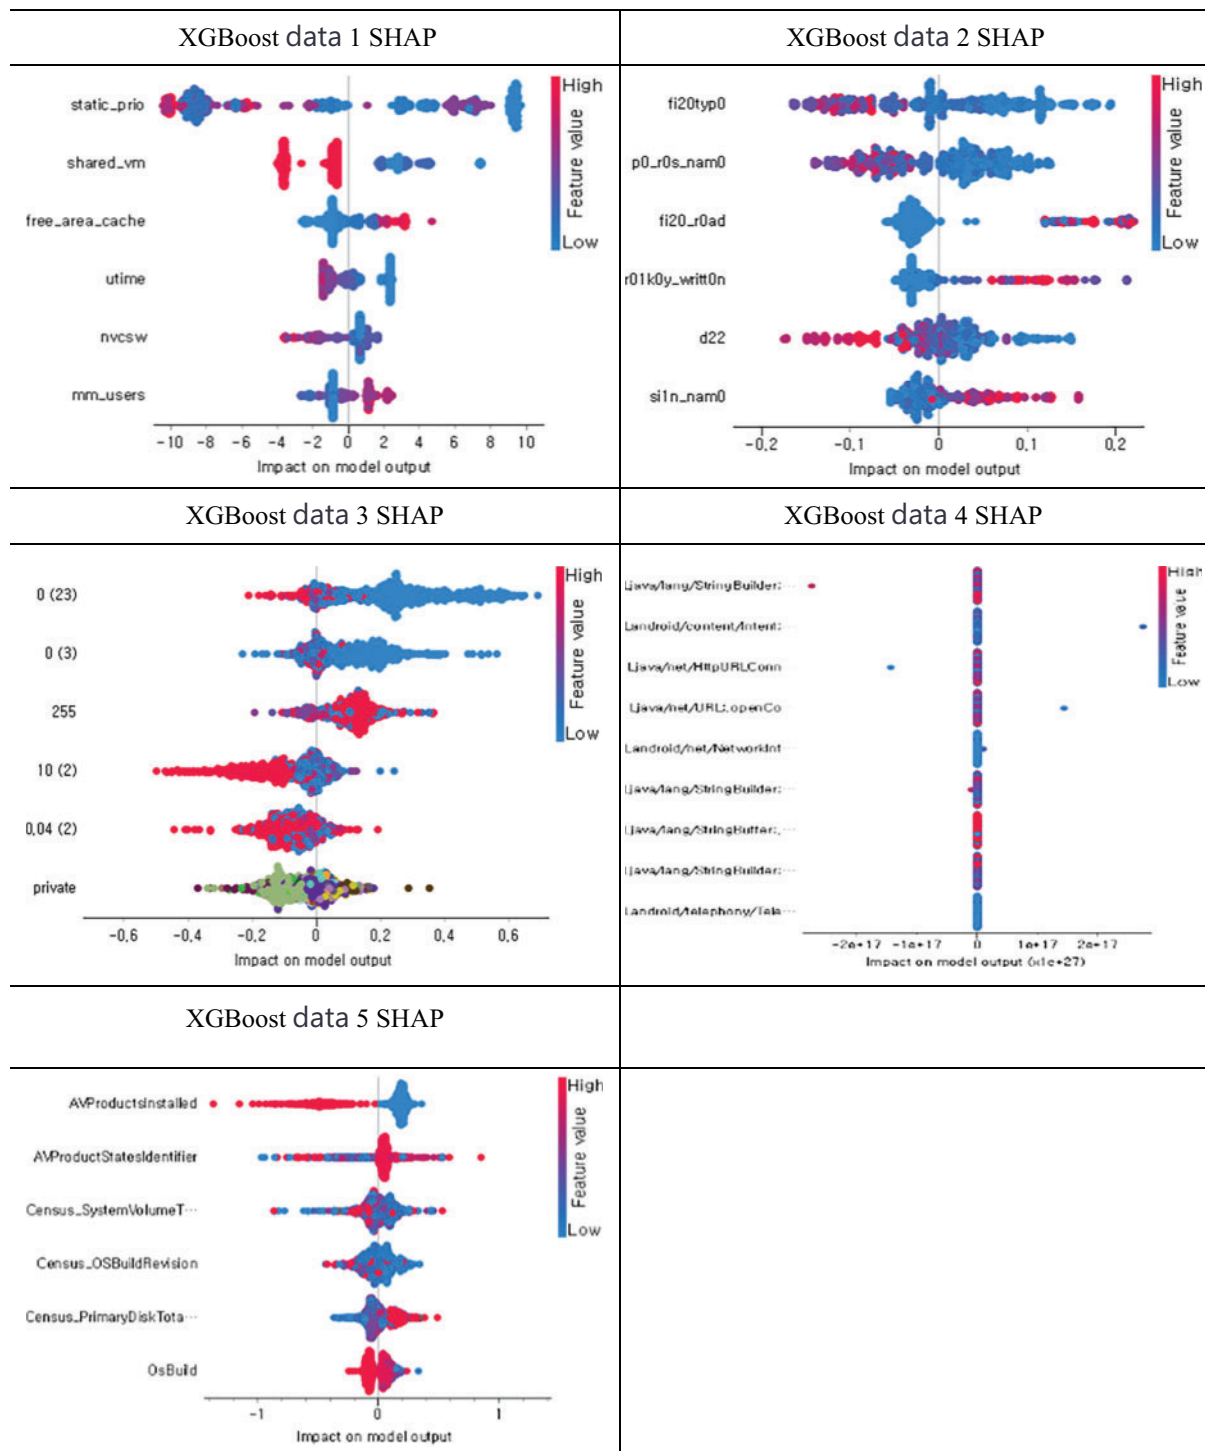 XGBoost data 1 SHAP
XGBoost data 2 SHAP
High
static_prio
shared_vm
free_area_cache
utime
nvcsw
mm_users
Feature value
Low
-10 -8 -6 -4 -2 0 2 4 6 8 10
Impact on model output
High
fi20typ0
p0_r0s_nam0
fi20_r0ad
r01k0y_writt0n
d22
si1n_nam0
Feature value
Low
-0.2 -0.1 0 0.1 0.2
Impact on model output
XGBoost data 3 SHAP
XGBoost data 4 SHAP
High
0 (23)
0 (3)
255
10 (2)
0.04 (2)
private
Feature value
Low
-0.6 -0.4 -0.2 0 0.2 0.4 0.6
Impact on model output
High
Ljava/lang/StringBuilder;···
Landroid/content/Intent;
Ljava/net/HttpURLConn
Ljava/net/URL;.openCo
Landroid/net/NetworkInt
Ljava/lang/StringBuilder;···
Ljava/lang/StringBuffer;.···
Ljava/lang/StringBuilder;
Landroid/telephony/Tele···
Feature value
Low
-2e+17 -1e+17 0 1e+17 2e+17
Impact on model output (x1e+27)
XGBoost data 5 SHAP
High
AVProductsInstalled
AVProductStatesIdentifier
Census_SystemVolumeT···
Census_OSBuildRevision
Census_PrimaryDiskTota···
OsBuild
Feature value
Low
-1 0 1
Impact on model output